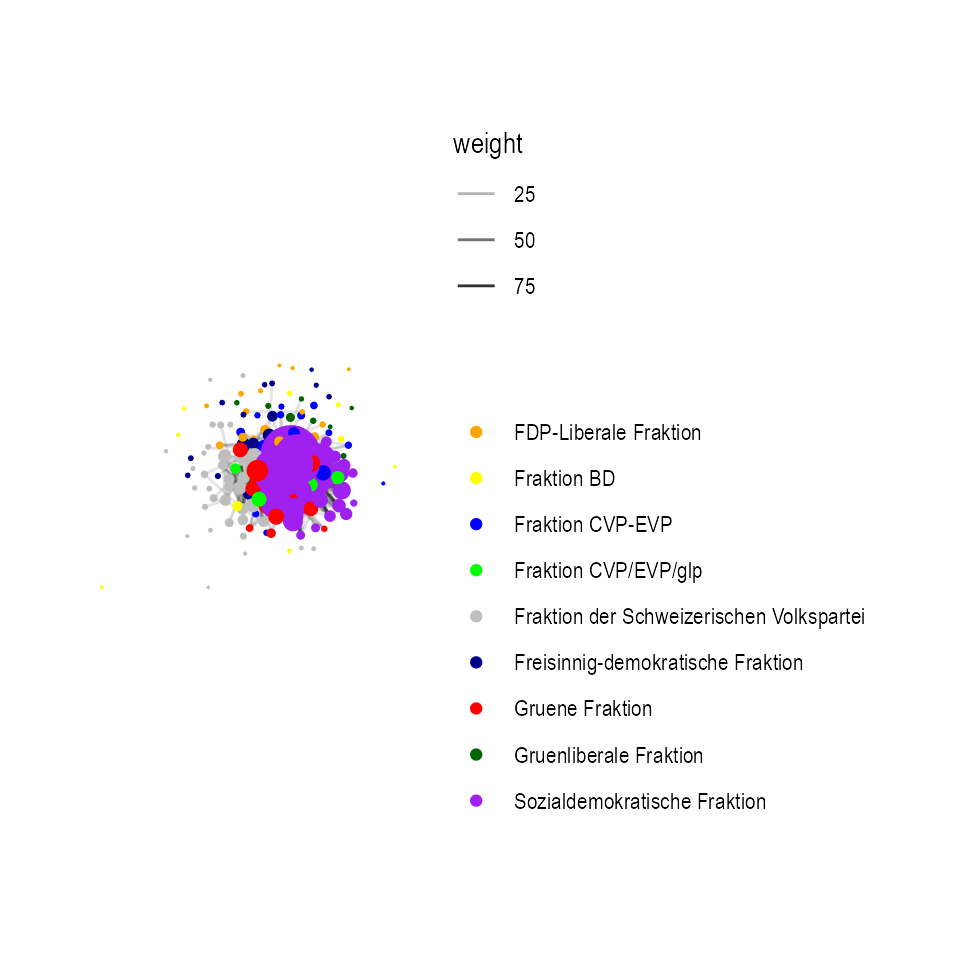 weight
25
50
75
FDP-Liberale Fraktion
Fraktion BD
Fraktion CVP-EVP
Fraktion CVP/EVP/glp
Fraktion der Schweizerischen Volkspartei
Freisinnig-demokratische Fraktion
Gruene Fraktion
Gruenliberale Fraktion
Sozialdemokratische Fraktion